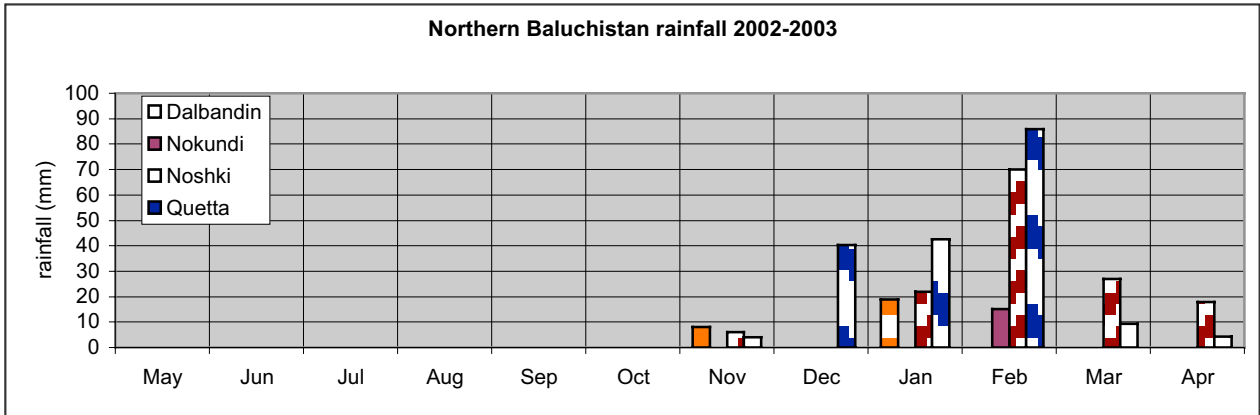 Northern Baluchistan rainfall 2002-2003
rainfall (mm)
100
90
80
70
60
50
40
30
20
10
0
Dalbandin
Nokundi
Noshki
Quetta
May Jun Jul Aug Sep Oct Nov Dec Jan Feb Mar Apr